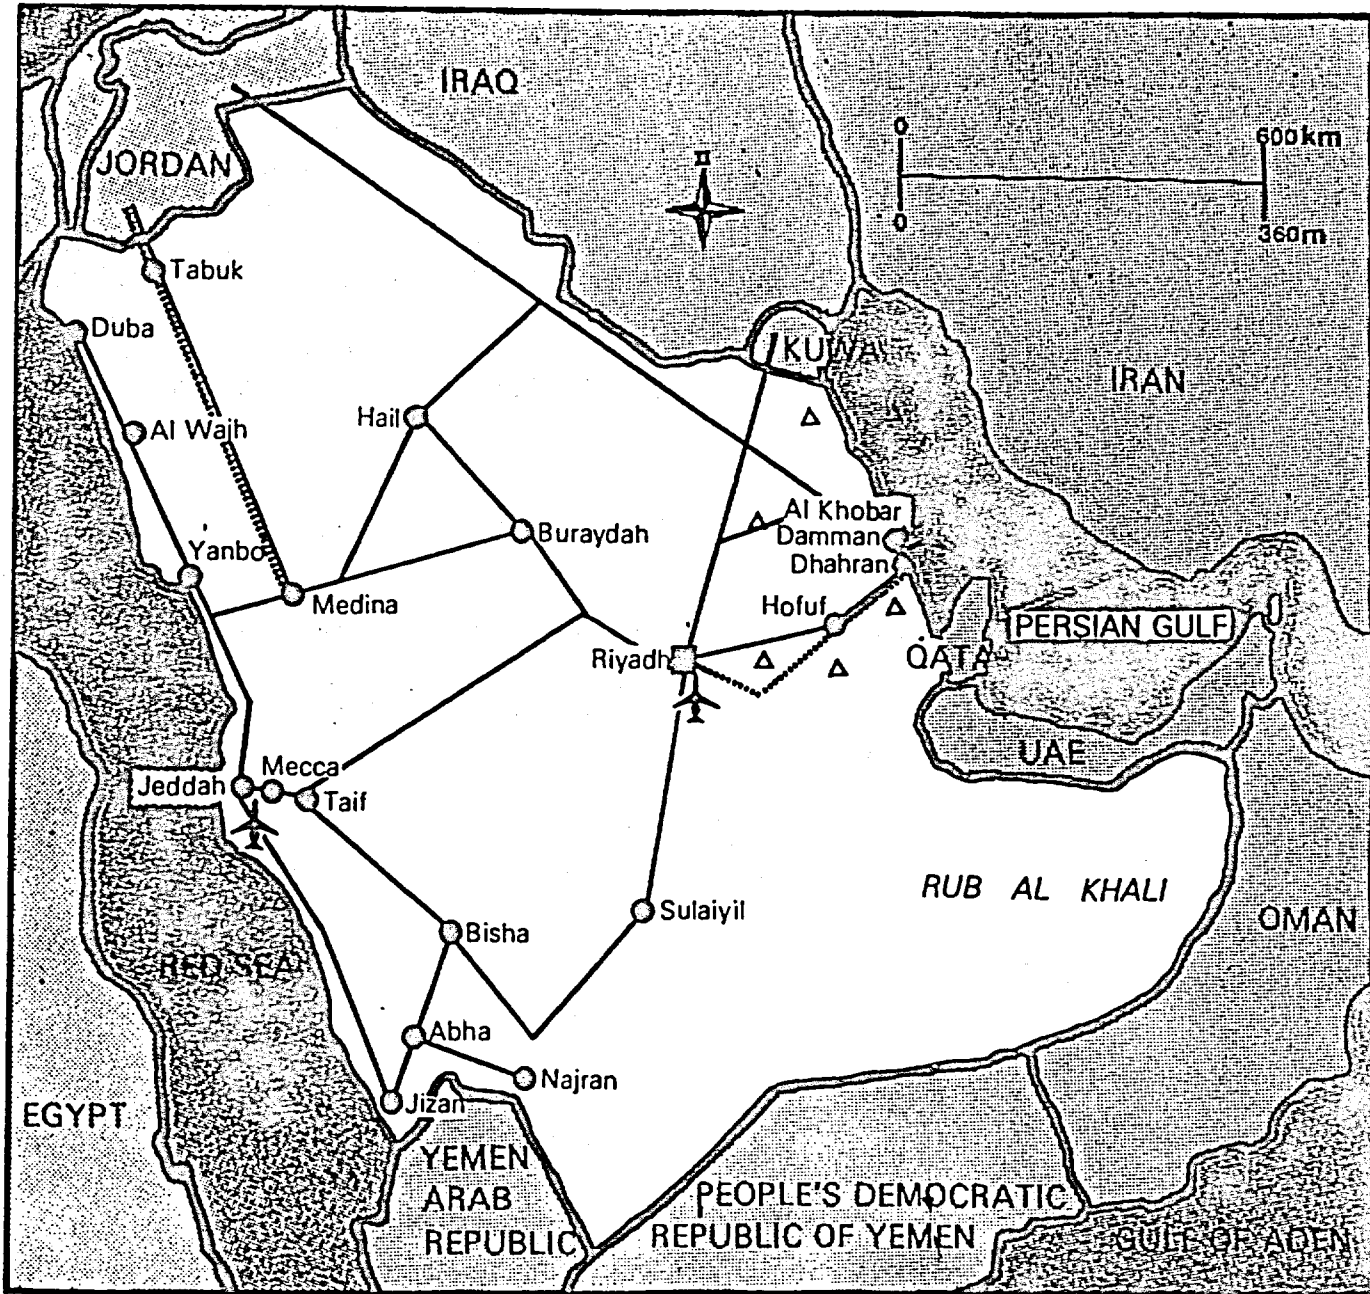 IRAQ
0
600km
JORDAN
0
360m
Tabuk
Duba
KUWA
IRAN
Hail
Al Wajh
Al Khobar
Damman
Dhahran
Buraydah
Yanbo
Medina
Hofuf
PERSIAN GULF
Riyadh
QATA
UAE
Mecca
Jeddah
Taif
RUB AL KHALI
Sulaiyil
OMAN
Bisha
RED SEA
Abha
Najran
Jizan
EGYPT
YEMEN
ARAB
REPUBLIC
PEOPLE'S DEMOCRATIC
REPUBLIC OF YEMEN
GULF OF ADEN